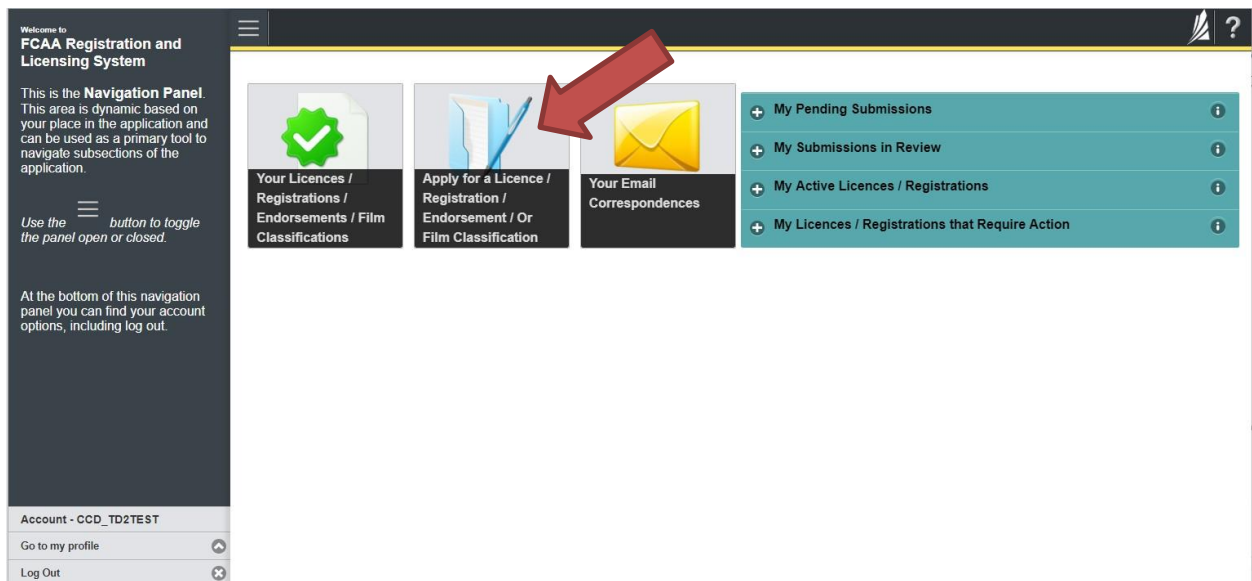 Welcome to
FCAA Registration and
Licensing System
This is the Navigation Panel.
This area is dynamic based on
your place in the application and
can be used as a primary tool to
navigate subsections of the
application.
Use the button to toggle
the panel open or closed.
At the bottom of this navigation
panel you can find your account
options, including log out.
Account - CCD_TD2TEST
Go to my profile
Log Out
?
Your Licences /
Registrations /
Endorsements / Film
Classifications
Apply for a Licence /
Registration /
Endorsement / Or
Film Classification
Your Email
Correspondences
My Pending Submissions
My Submissions in Review
My Active Licences / Registrations
My Licences / Registrations that Require Action